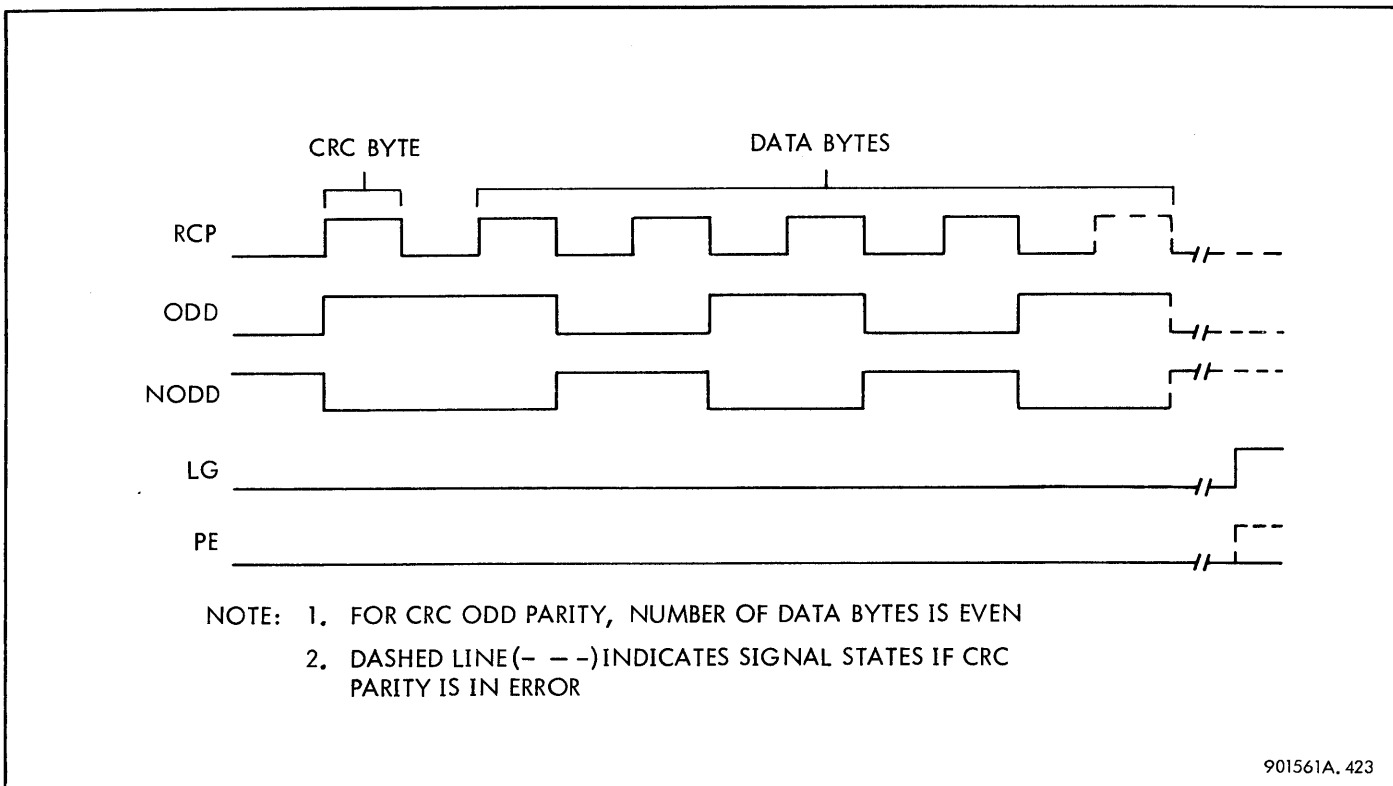 CRC BYTE
DATA BYTES
RCP
ODD
NODD
LG
PE
NOTE: 1. FOR CRC ODD PARITY, NUMBER OF DATA BYTES IS EVEN
2. DASHED LINE (- - -) INDICATES SIGNAL STATES IF CRC
PARITY IS IN ERROR
901561A. 423